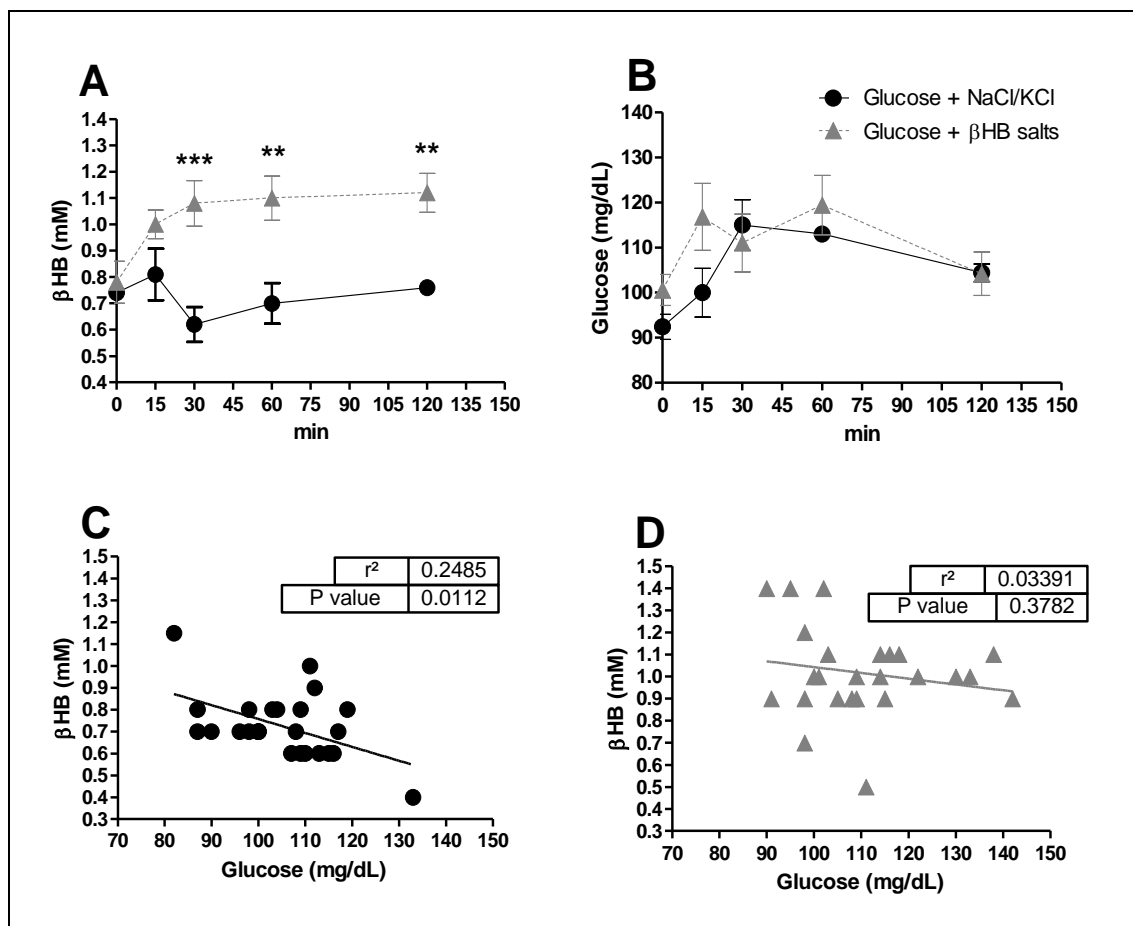 A
βHB (mM)
1.4
1.3
1.2
1.1
1.0
0.9
0.8
0.7
0.6
0.5
0.4
*** ** **
0 15 30 45 60 75 90 105 120 135 150
min
B
Glucose + NaCl/KCl
Glucose + βHB salts
Glucose (mg/dL)
140
130
120
110
100
90
80
0 15 30 45 60 75 90 105 120 135 150
min
C
r² 0.2485
P value 0.0112
βHB (mM)
1.5
1.4
1.3
1.2
1.1
1.0
0.9
0.8
0.7
0.6
0.5
0.4
0.3
70 80 90 100 110 120 130 140 150
Glucose (mg/dL)
D
r² 0.03391
P value 0.3782
βHB (mM)
1.5
1.4
1.3
1.2
1.1
1.0
0.9
0.8
0.7
0.6
0.5
0.4
0.3
70 80 90 100 110 120 130 140 150
Glucose (mg/dL)